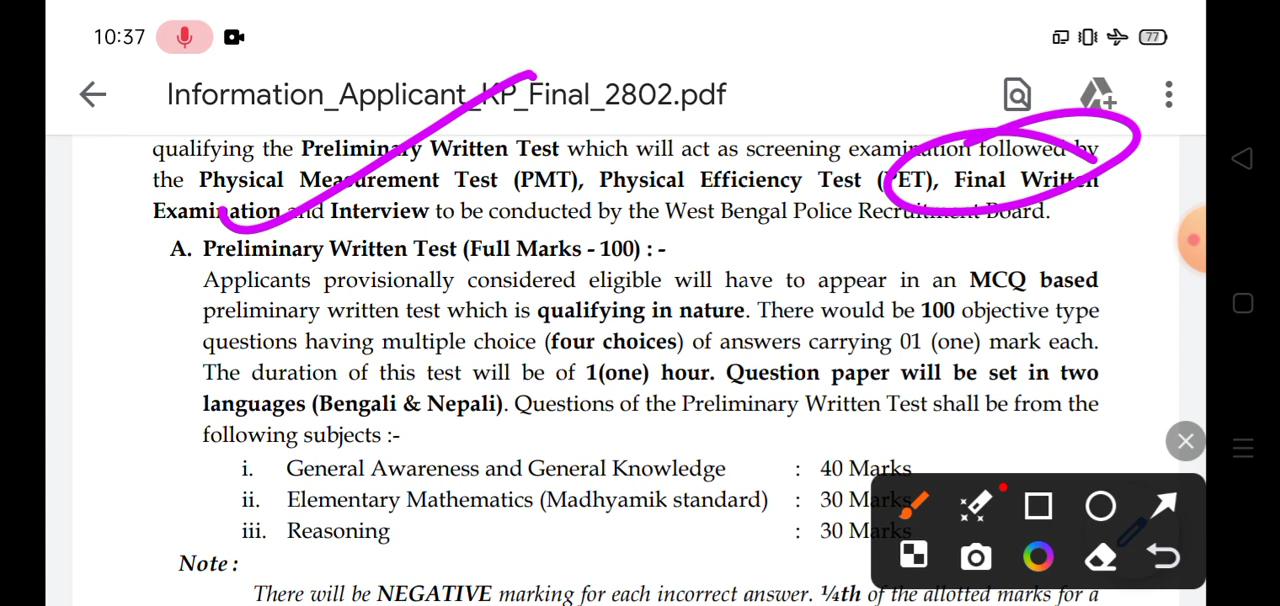 10:37
77
Information_Applicant_KP_Final_2802.pdf
qualifying the Preliminary Written Test which will act as screening examination followed by
the Physical Measurement Test (PMT), Physical Efficiency Test (PET), Final Written
Examination and Interview to be conducted by the West Bengal Police Recruitment Board.
A. Preliminary Written Test (Full Marks - 100) : -
Applicants provisionally considered eligible will have to appear in an MCQ based
preliminary written test which is qualifying in nature. There would be 100 objective type
questions having multiple choice (four choices) of answers carrying 01 (one) mark each.
The duration of this test will be of 1(one) hour. Question paper will be set in two
languages (Bengali & Nepali). Questions of the Preliminary Written Test shall be from the
following subjects :-
i. General Awareness and General Knowledge : 40 Marks
ii. Elementary Mathematics (Madhyamik standard) : 30 Marks
iii. Reasoning : 30 Marks
Note :
There will be NEGATIVE marking for each incorrect answer. ¼th of the allotted marks for a